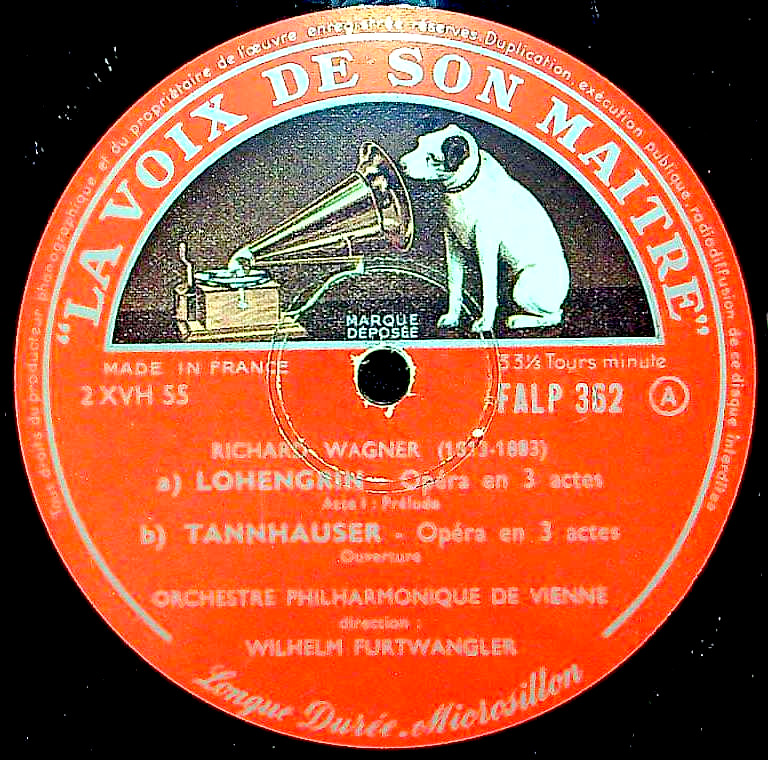 Tous droits du producteur phonographique et du propriétaire de l'œuvre enregistrée réservés. Duplication, exécution publique, radiodiffusion de ce disque interdites
"LA VOIX DE SON MAITRE"
MARQUE
DÉPOSÉE
MADE IN FRANCE
33⅓ Tours minute
2 XVH 55
FALP 362 A
RICHARD WAGNER (1813-1883)
a) LOHENGRIN - Opéra en 3 actes
Acte I : Prélude
b) TANNHAUSER - Opéra en 3 actes
Ouverture
ORCHESTRE PHILHARMONIQUE DE VIENNE
direction :
WILHELM FURTWANGLER
Longue Durée. Microsillon